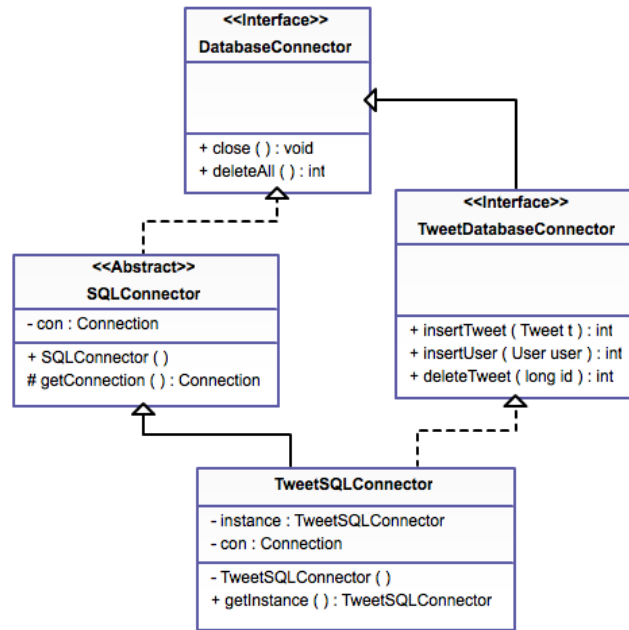 <<Interface>>
DatabaseConnector
+ close ( ) : void
+ deleteAll ( ) : int
<<Interface>>
TweetDatabaseConnector
+ insertTweet ( Tweet t ) : int
+ insertUser ( User user ) : int
+ deleteTweet ( long id ) : int
<<Abstract>>
SQLConnector
- con : Connection
+ SQLConnector ( )
# getConnection ( ) : Connection
TweetSQLConnector
- instance : TweetSQLConnector
- con : Connection
- TweetSQLConnector ( )
+ getInstance ( ) : TweetSQLConnector